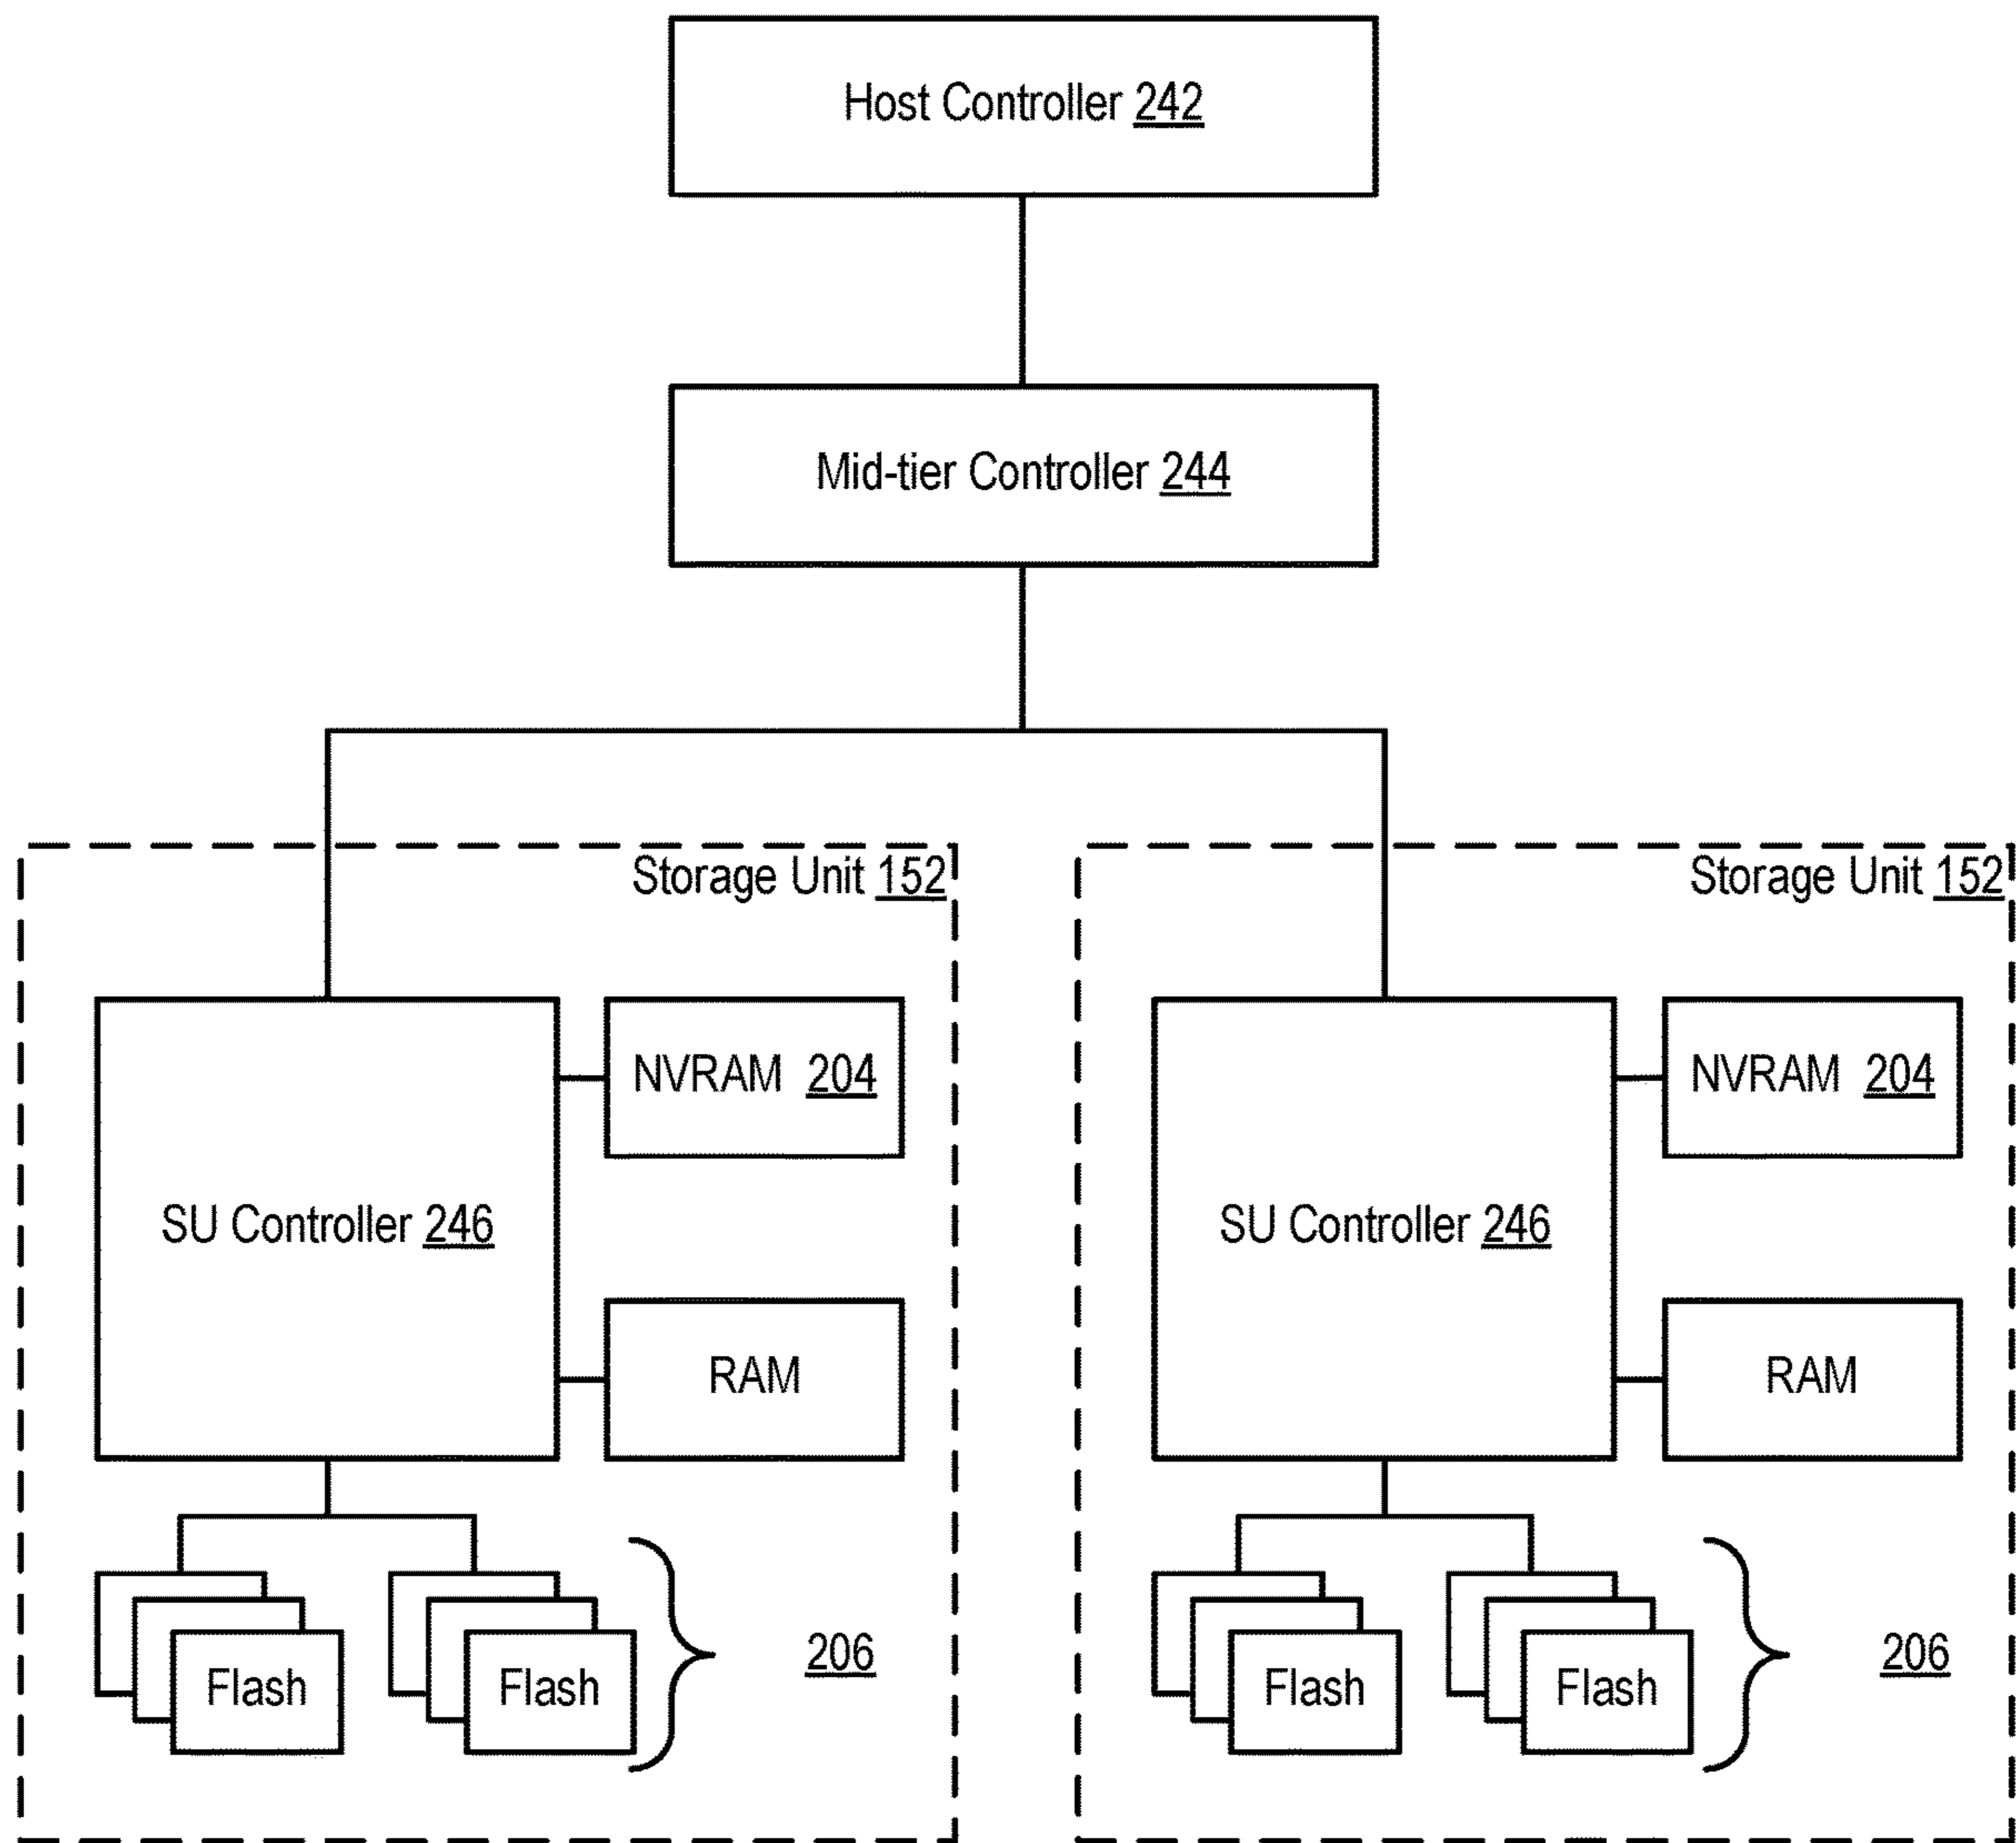 Host Controller 242
Mid-tier Controller 244
Storage Unit 152
NVRAM 204
SU Controller 246
RAM
Flash
Flash
206
Storage Unit 152
NVRAM 204
SU Controller 246
RAM
Flash
Flash
206